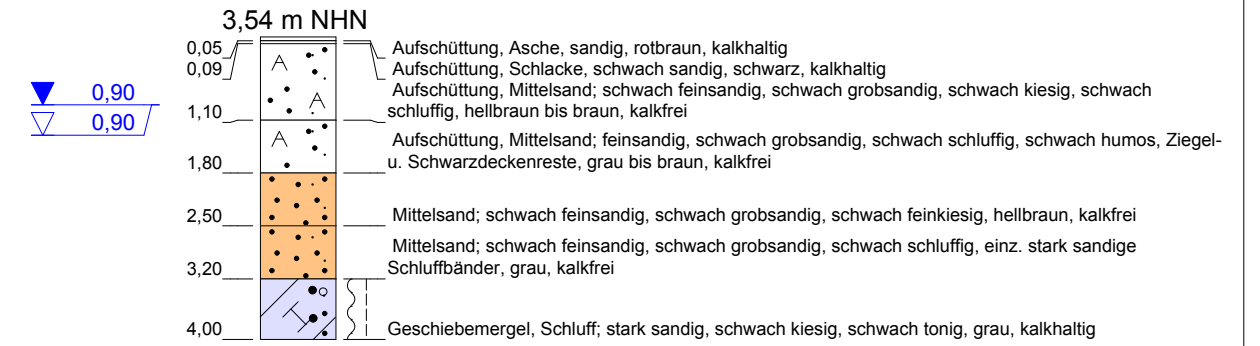 3,54 m NHN
0,05 Aufschüttung, Asche, sandig, rotbraun, kalkhaltig
0,09 Aufschüttung, Schlacke, schwach sandig, schwarz, kalkhaltig
0,90 Aufschüttung, Mittelsand; schwach feinsandig, schwach grobsandig, schwach kiesig, schwach
1,10 schluffig, hellbraun bis braun, kalkfrei
0,90
A
A
A
Aufschüttung, Mittelsand; feinsandig, schwach grobsandig, schwach schluffig, schwach humos, Ziegel-
1,80 u. Schwarzdeckenreste, grau bis braun, kalkfrei
2,50 Mittelsand; schwach feinsandig, schwach grobsandig, schwach feinkiesig, hellbraun, kalkfrei
Mittelsand; schwach feinsandig, schwach grobsandig, schwach schluffig, einz. stark sandige
3,20 Schluffbänder, grau, kalkfrei
4,00 Geschiebemergel, Schluff; stark sandig, schwach kiesig, schwach tonig, grau, kalkhaltig